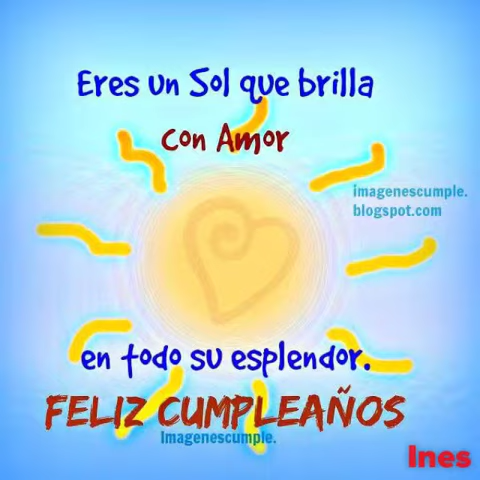 Eres un Sol que brilla
con Amor
imagenescumple.
blogspot.com
en todo su esplendor.
FELIZ CUMPLEAÑOS
Imagenescumple.
Ines